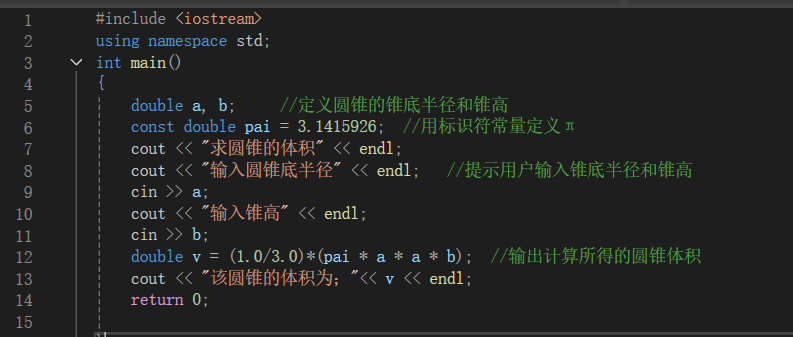 1 #include <iostream>
2 using namespace std;
3 int main()
4 {
5 double a, b; //定义圆锥的锥底半径和锥高
6 const double pai = 3.1415926; //用标识符常量定义π
7 cout << "求圆锥的体积" << endl;
8 cout << "输入圆锥底半径" << endl; //提示用户输入锥底半径和锥高
9 cin >> a;
10 cout << "输入锥高" << endl;
11 cin >> b;
12 double v = (1.0/3.0)*(pai * a * a * b); //输出计算所得的圆锥体积
13 cout << "该圆锥的体积为；"<< v << endl;
14 return 0;
15